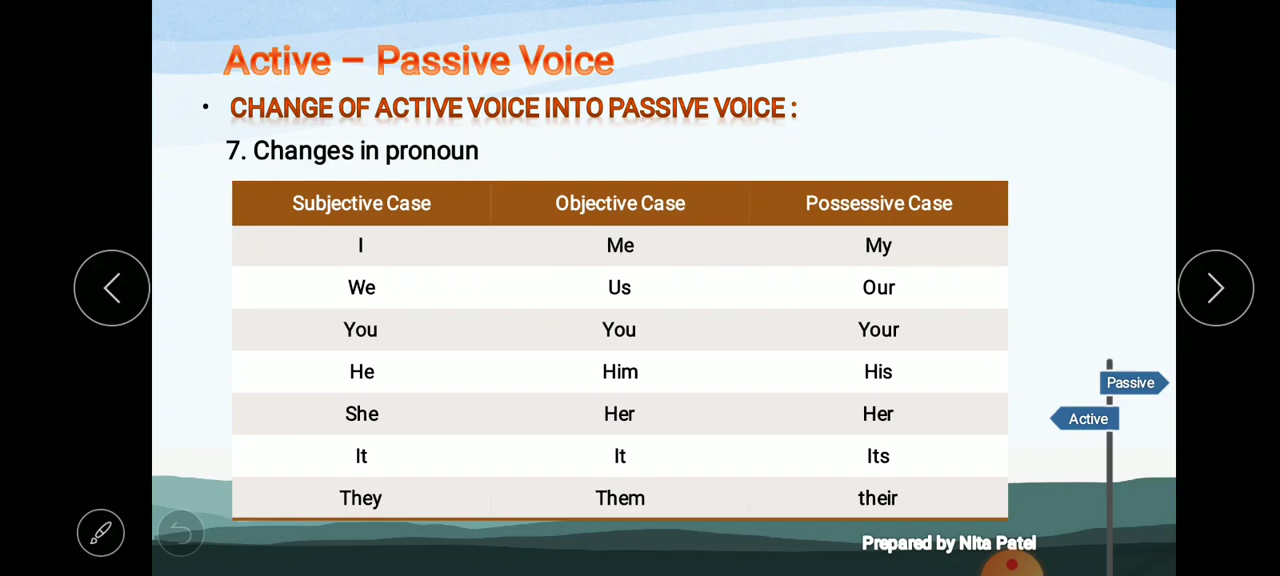 Active – Passive Voice
• CHANGE OF ACTIVE VOICE INTO PASSIVE VOICE :
7. Changes in pronoun
Subjective Case Objective Case Possessive Case
I Me My
We Us Our
You You Your
He Him His
She Her Her
It It Its
They Them their
Passive
Active
Prepared by Nita Patel